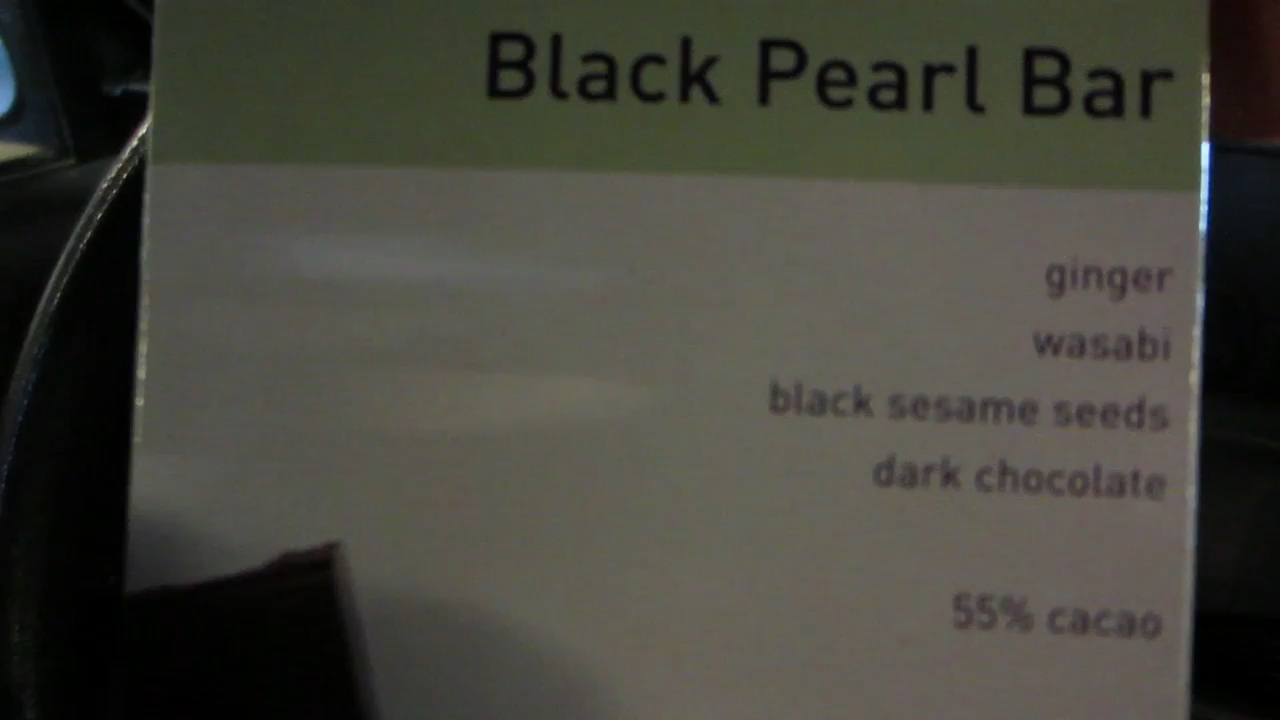 Black Pearl Bar
ginger
wasabi
black sesame seeds
dark chocolate
55% cacao